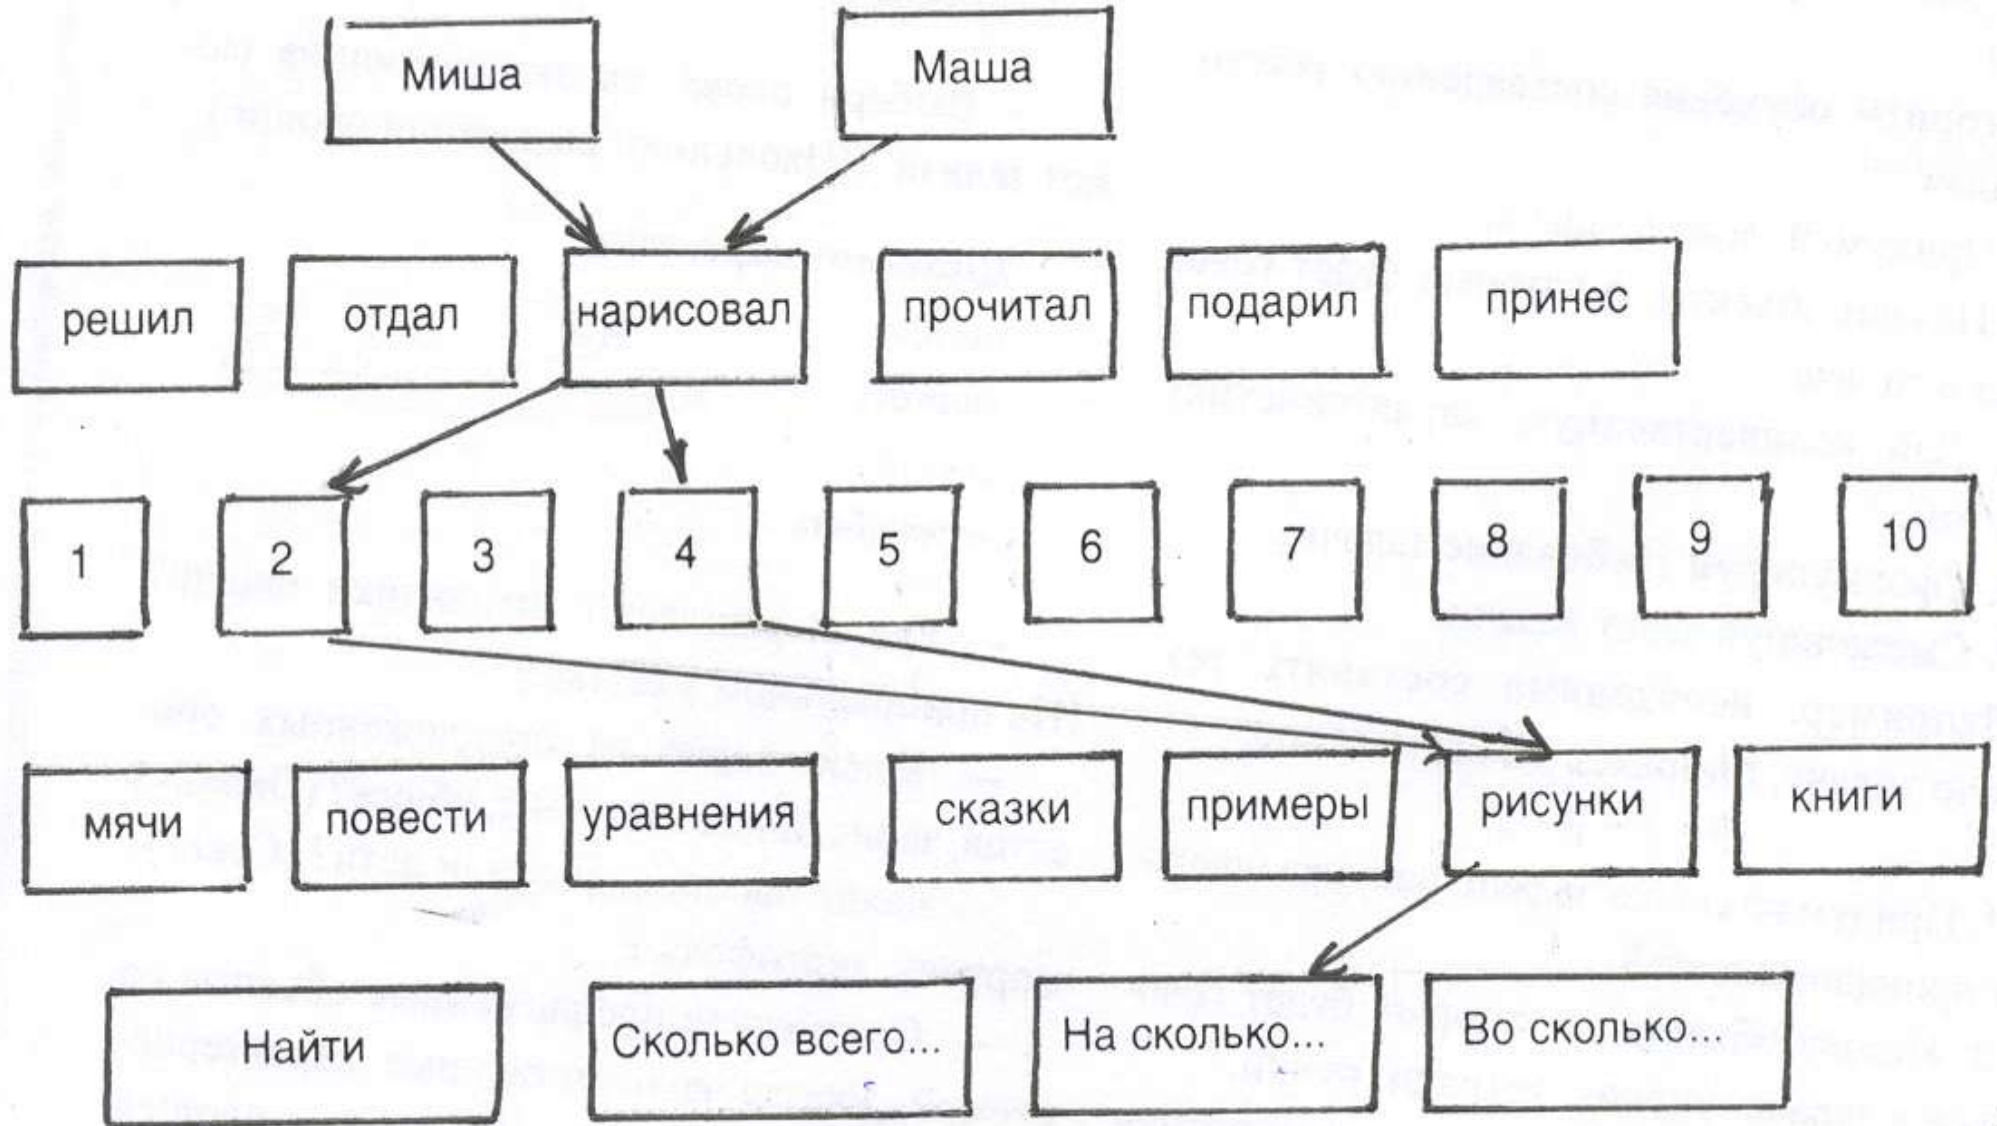 Миша Маша
решил отдал нарисовал прочитал подарил принес
1 2 3 4 5 6 7 8 9 10
мячи повести уравнения сказки примеры рисунки книги
Найти Сколько всего... На сколько... Во сколько...